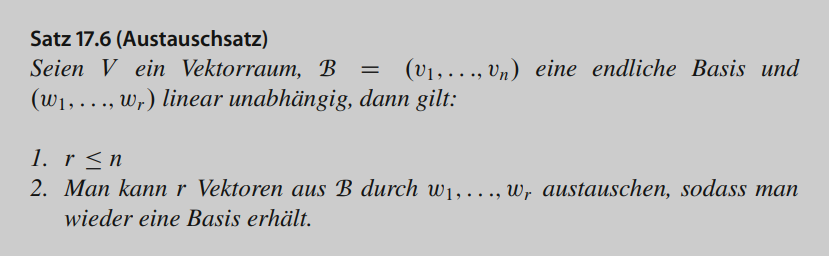 Satz 17.6 (Austauschsatz)
Seien V ein Vektorraum, ℬ = (v₁, . . . , vₙ) eine endliche Basis und
(w₁, . . . , wᵣ) linear unabhängig, dann gilt:
1. r ≤ n
2. Man kann r Vektoren aus ℬ durch w₁, . . . , wᵣ austauschen, sodass man
wieder eine Basis erhält.